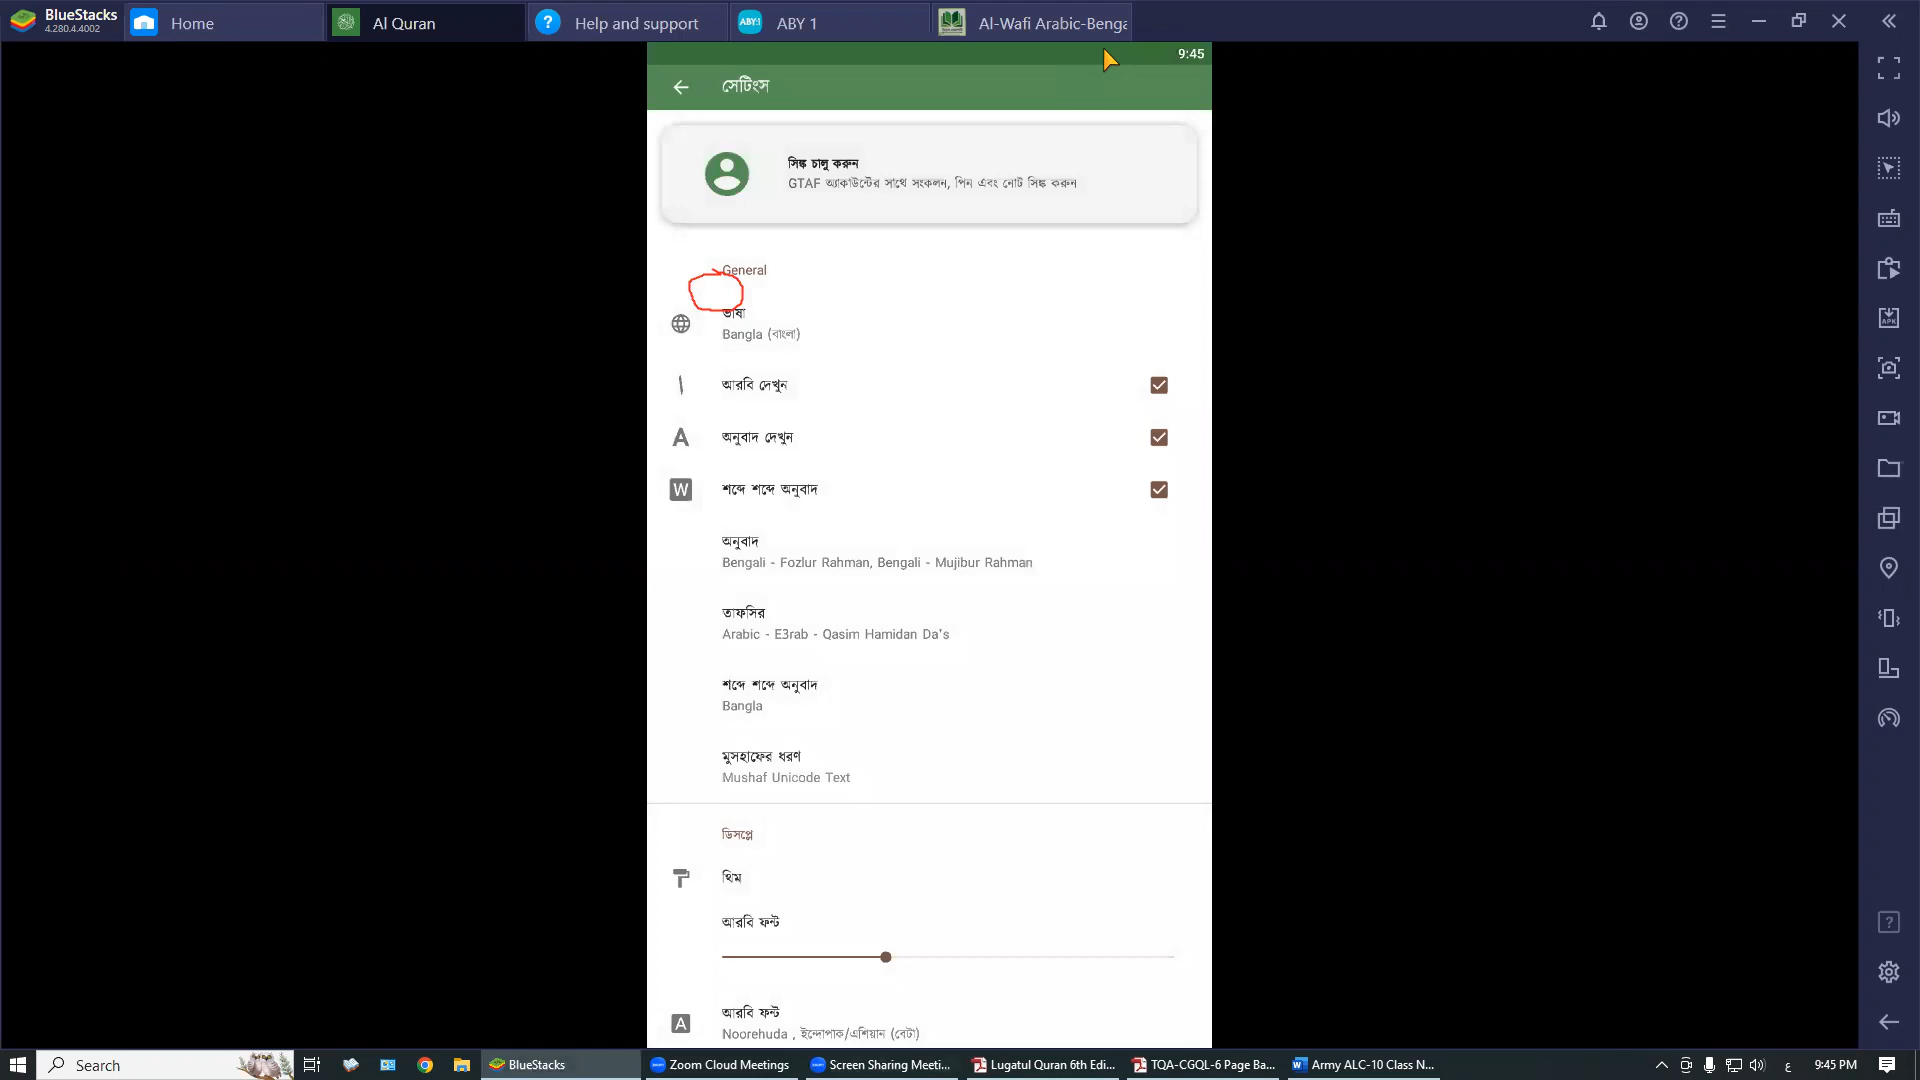 BlueStacks
4.280.4.4002
Home
Al Quran
Help and support
ABY 1
Al-Wafi Arabic-Benga
9:45
সেটিংস
সিঙ্ক চালু করুন
GTAF অ্যাকাউন্টের সাথে সংকলন, পিন এবং নোট সিঙ্ক করুন
General
ভাষা
Bangla (বাংলা)
আরবি দেখুন
অনুবাদ দেখুন
শব্দে শব্দে অনুবাদ
অনুবাদ
Bengali - Fozlur Rahman, Bengali - Mujibur Rahman
তাফসির
Arabic - E3rab - Qasim Hamidan Da's
শব্দে শব্দে অনুবাদ
Bangla
মুসহাফের ধরণ
Mushaf Unicode Text
ডিসপ্লে
থিম
আরবি ফন্ট
আরবি ফন্ট
Noorehuda , ইন্দোপাক/এশিয়ান (বেটা)
Search
BlueStacks
Zoom Cloud Meetings
Screen Sharing Meeti...
Lugatul Quran 6th Edi...
TQA-CGQL-6 Page Ba...
Army ALC-10 Class N...
ع
9:45 PM